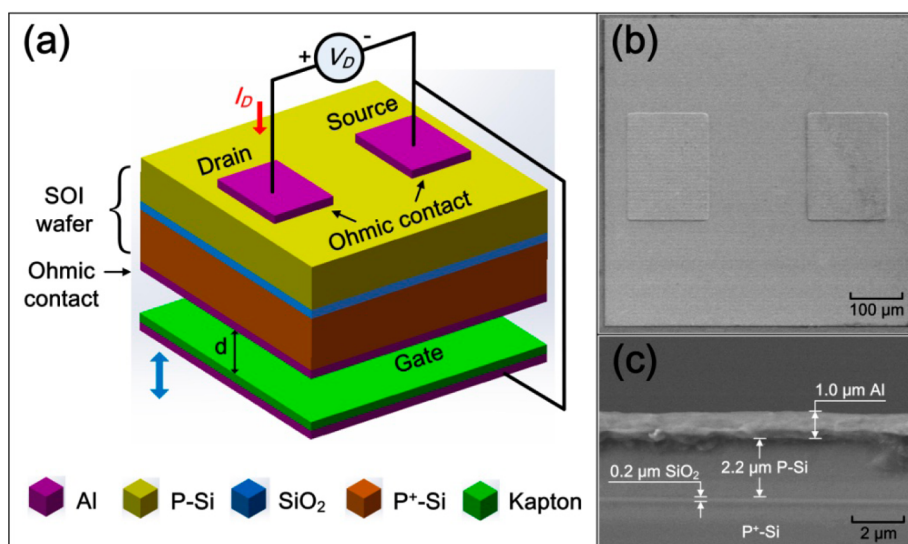 (a)
+ V_D -
I_D
Source
Drain
SOI
wafer
Ohmic contact
Ohmic
contact
d
Gate
Al
P-Si
SiO₂
P⁺-Si
Kapton
(b)
100 μm
(c)
1.0 μm Al
2.2 μm P-Si
0.2 μm SiO₂
P⁺-Si
2 μm